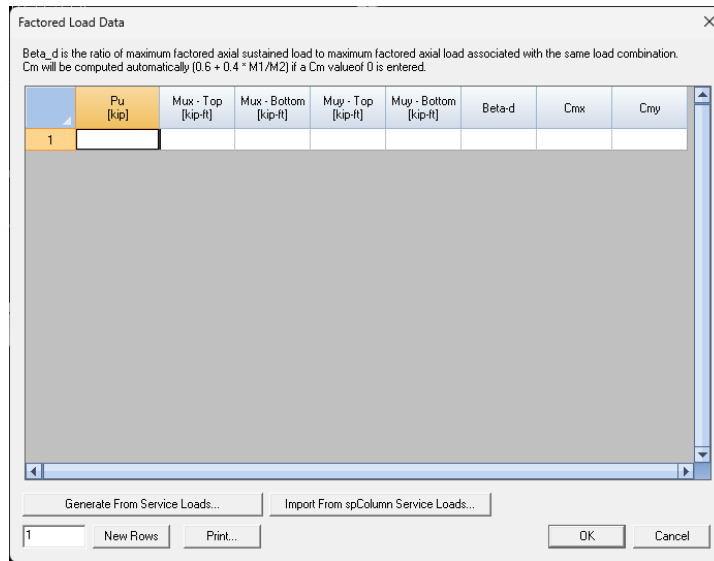 Factored Load Data
Beta_d is the ratio of maximum factored axial sustained load to maximum factored axial load associated with the same load combination.
Cm will be computed automatically (0.6 + 0.4 * M1/M2) if a Cm valueof 0 is entered.
Pu [kip] Mux - Top [kip-ft] Mux - Bottom [kip-ft] Muy - Top [kip-ft] Muy - Bottom [kip-ft] Beta-d Cmx Cmy
1
Generate From Service Loads... Import From spColumn Service Loads...
1 New Rows Print... OK Cancel